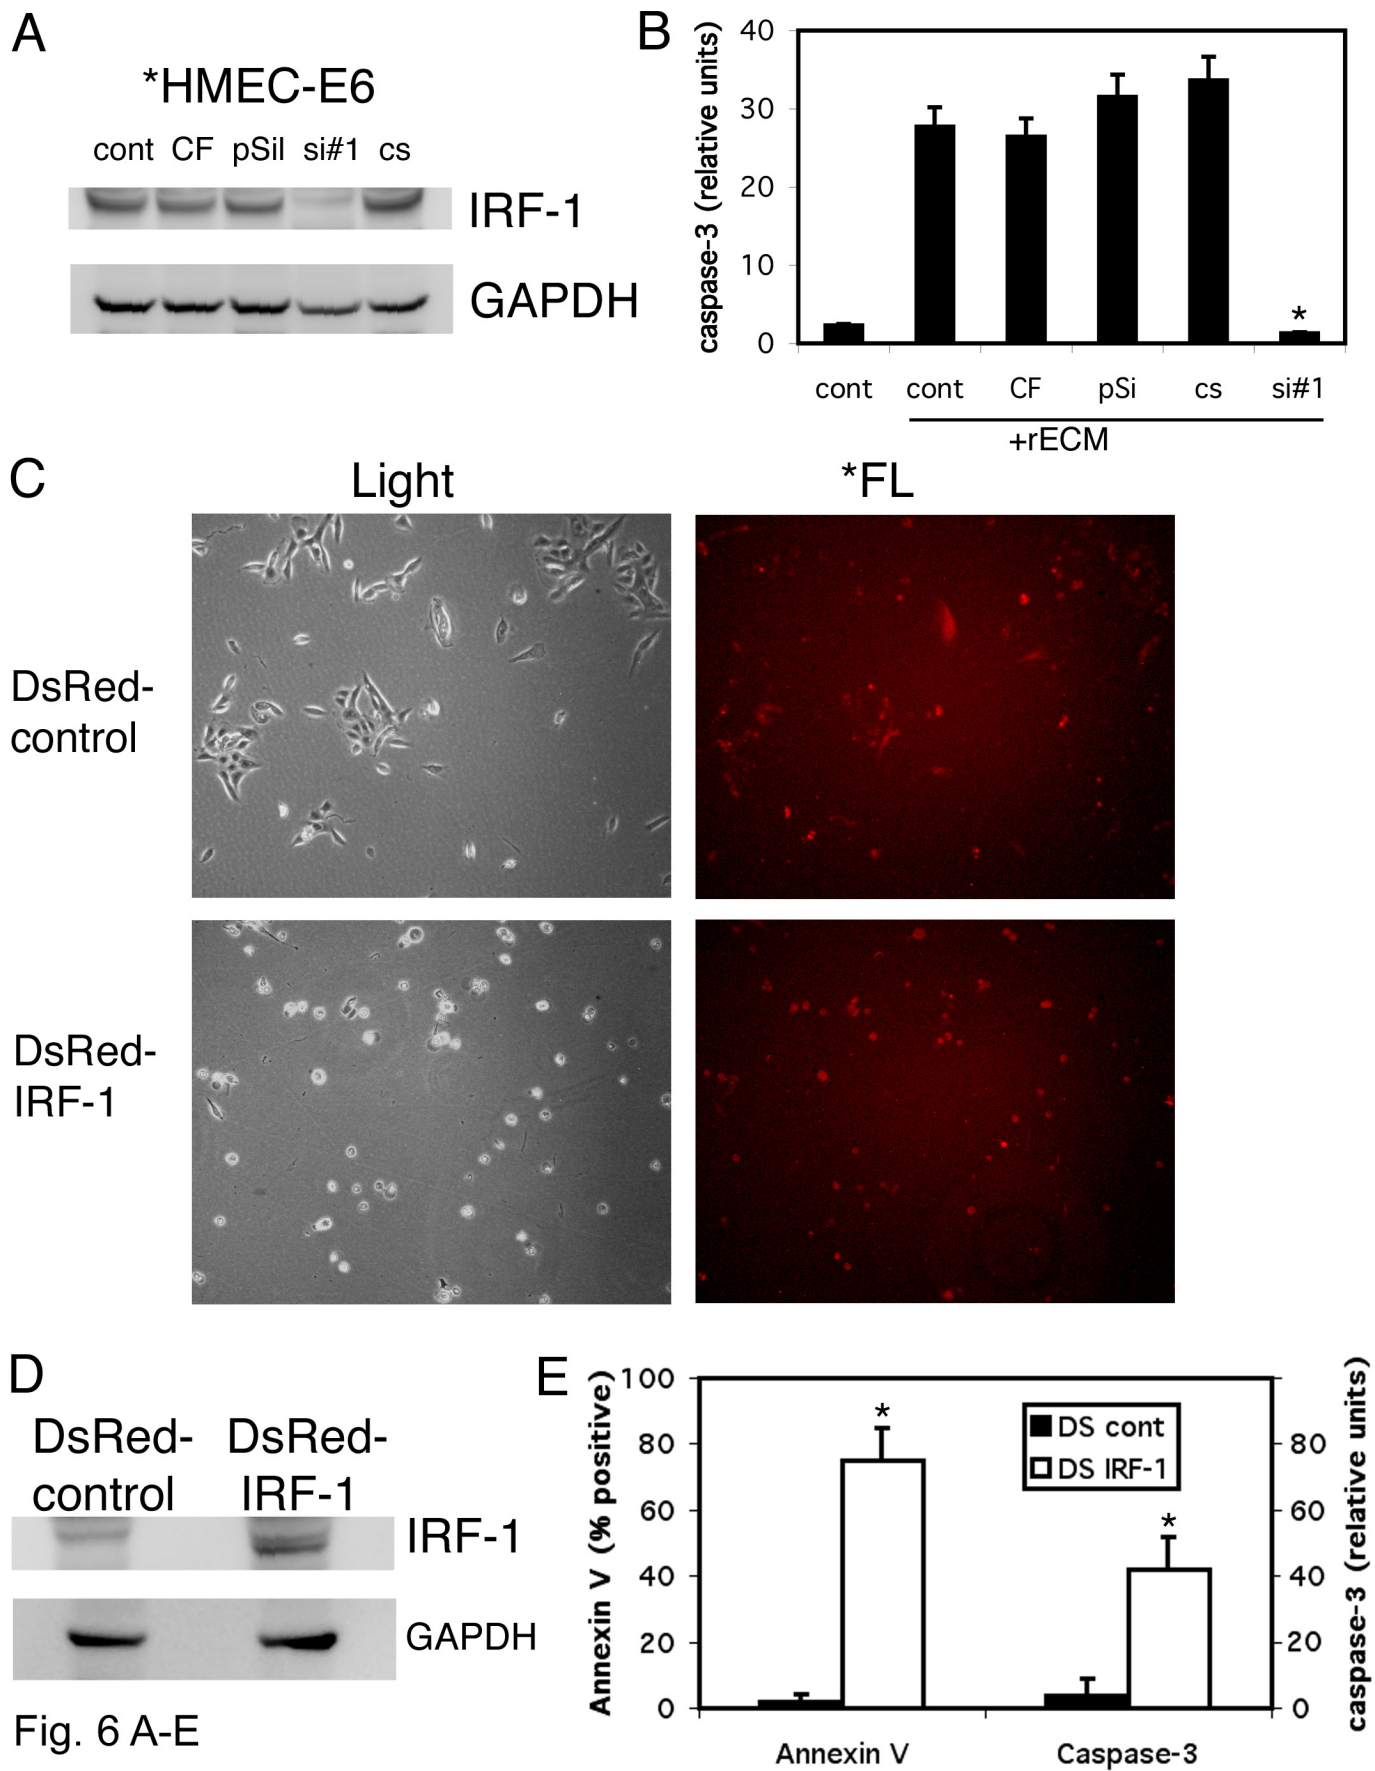 A
*HMEC-E6
cont CF pSil si#1 cs
IRF-1
GAPDH
B
caspase-3 (relative units)
40
30
20
10
0
*
cont cont CF pSi cs si#1
+rECM
C
Light *FL
DsRed-
control
DsRed-
IRF-1
D
DsRed- DsRed-
control IRF-1
IRF-1
GAPDH
Fig. 6 A-E
E
Annexin V (% positive)
100
80
60
40
20
0
*
*
DS cont
DS IRF-1
80
60
40
20
0
caspase-3 (relative units)
Annexin V Caspase-3